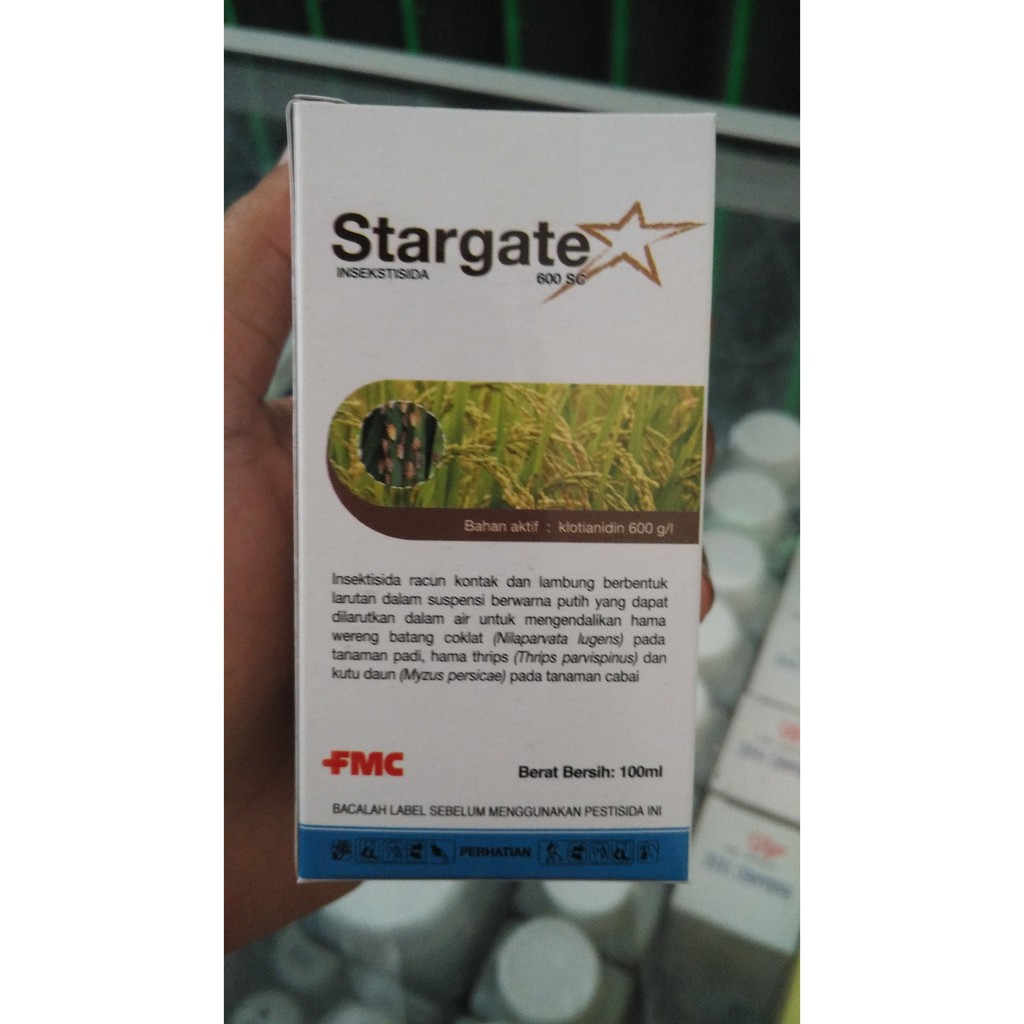 Stargate
INSEKSTISIDA
600 SC
Bahan aktif : klotianidin 600 g/l
Insektisida racun kontak dan lambung berbentuk
larutan dalam suspensi berwarna putih yang dapat
dilarutkan dalam air untuk mengendalikan hama
wereng batang coklat (Nilaparvata lugens) pada
tanaman padi, hama thrips (Thrips parvispinus) dan
kutu daun (Myzus persicae) pada tanaman cabai
FMC
Berat Bersih: 100ml
BACALAH LABEL SEBELUM MENGGUNAKAN PESTISIDA INI
PERHATIAN